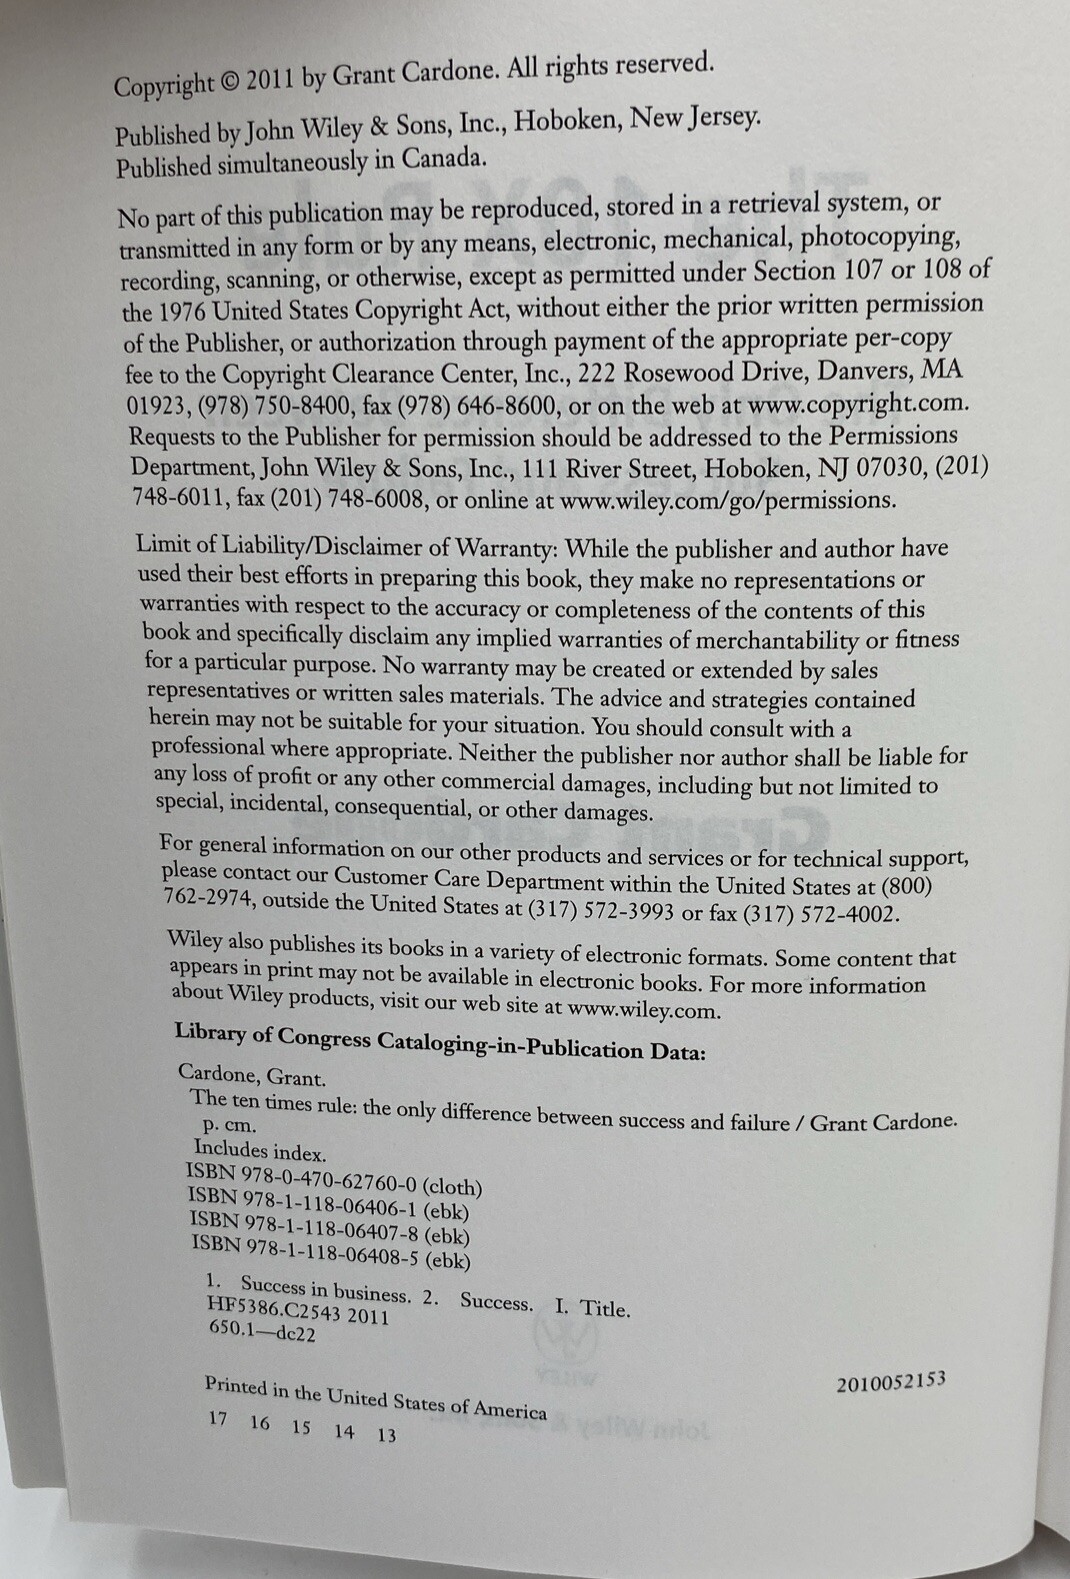 Copyright © 2011 by Grant Cardone. All rights reserved.
Published by John Wiley & Sons, Inc., Hoboken, New Jersey.
Published simultaneously in Canada.
No part of this publication may be reproduced, stored in a retrieval system, or
transmitted in any form or by any means, electronic, mechanical, photocopying,
recording, scanning, or otherwise, except as permitted under Section 107 or 108 of
the 1976 United States Copyright Act, without either the prior written permission
of the Publisher, or authorization through payment of the appropriate per-copy
fee to the Copyright Clearance Center, Inc., 222 Rosewood Drive, Danvers, MA
01923, (978) 750-8400, fax (978) 646-8600, or on the web at www.copyright.com.
Requests to the Publisher for permission should be addressed to the Permissions
Department, John Wiley & Sons, Inc., 111 River Street, Hoboken, NJ 07030, (201)
748-6011, fax (201) 748-6008, or online at www.wiley.com/go/permissions.
Limit of Liability/Disclaimer of Warranty: While the publisher and author have
used their best efforts in preparing this book, they make no representations or
warranties with respect to the accuracy or completeness of the contents of this
book and specifically disclaim any implied warranties of merchantability or fitness
for a particular purpose. No warranty may be created or extended by sales
representatives or written sales materials. The advice and strategies contained
herein may not be suitable for your situation. You should consult with a
professional where appropriate. Neither the publisher nor author shall be liable for
any loss of profit or any other commercial damages, including but not limited to
special, incidental, consequential, or other damages.
For general information on our other products and services or for technical support,
please contact our Customer Care Department within the United States at (800)
762-2974, outside the United States at (317) 572-3993 or fax (317) 572-4002.
Wiley also publishes its books in a variety of electronic formats. Some content that
appears in print may not be available in electronic books. For more information
about Wiley products, visit our web site at www.wiley.com.
Library of Congress Cataloging-in-Publication Data:
Cardone, Grant.
The ten times rule: the only difference between success and failure / Grant Cardone.
p. cm.
Includes index.
ISBN 978-0-470-62760-0 (cloth)
ISBN 978-1-118-06406-1 (ebk)
ISBN 978-1-118-06407-8 (ebk)
ISBN 978-1-118-06408-5 (ebk)
1. Success in business. 2. Success. I. Title.
HF5386.C2543 2011
650.1—dc22
2010052153
Printed in the United States of America
17 16 15 14 13